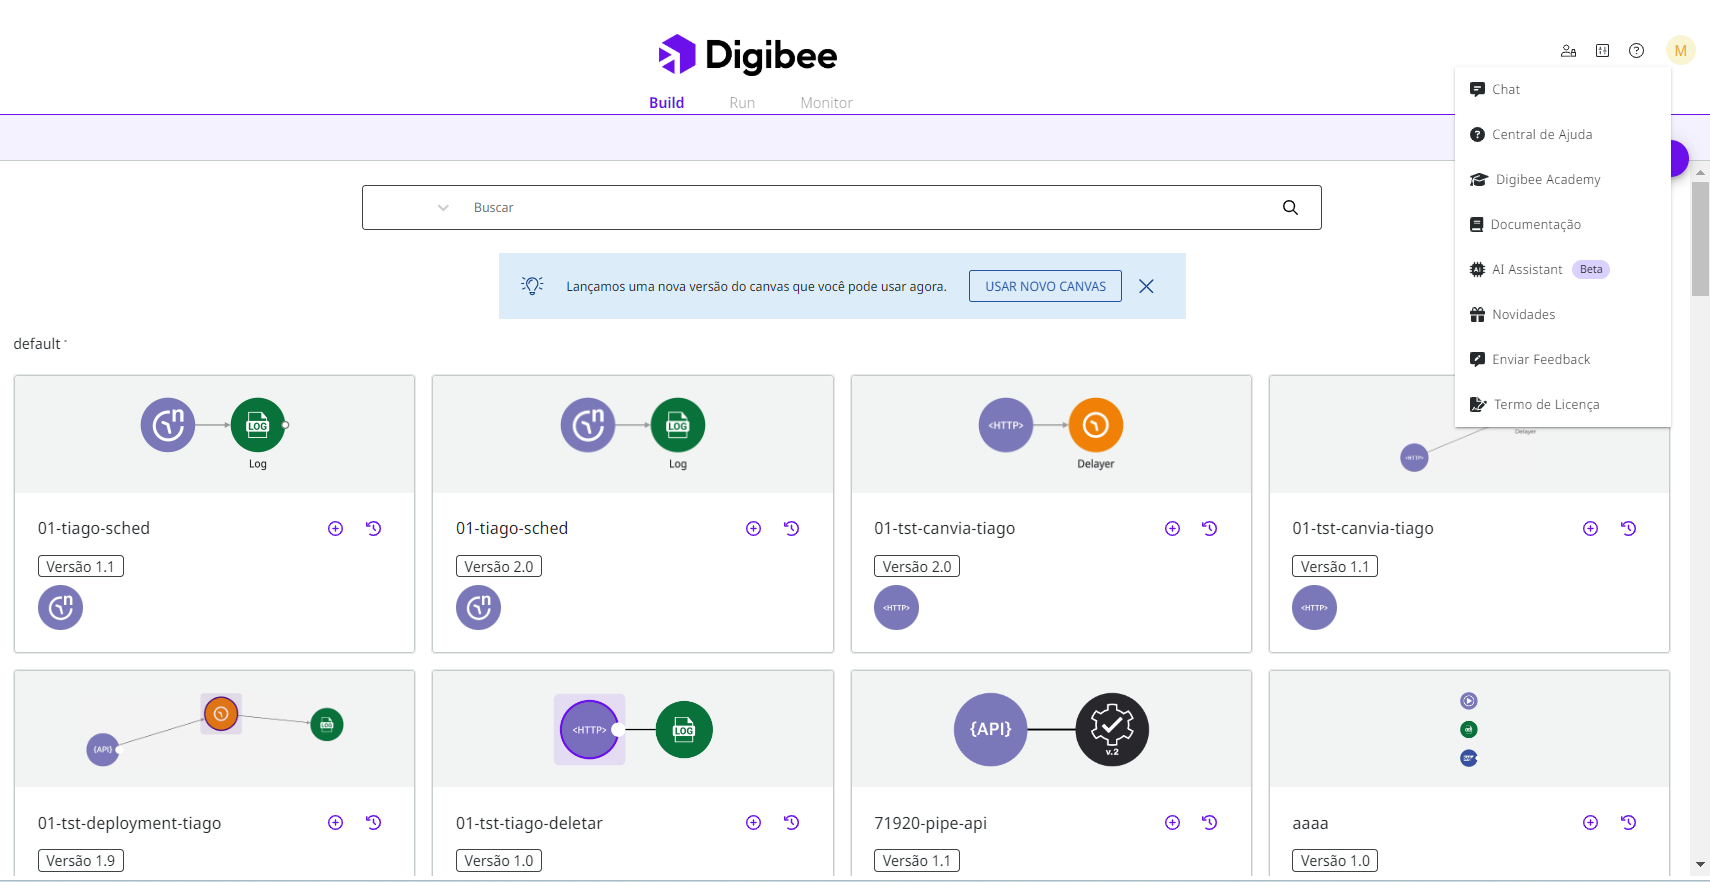 Digibee
M
Build Run Monitor
Chat
Central de Ajuda
Digibee Academy
Documentação
AI Assistant Beta
Novidades
Enviar Feedback
Termo de Licença
Buscar
Lançamos uma nova versão do canvas que você pode usar agora. USAR NOVO CANVAS
default
n LOG
Log
n LOG
Log
<HTTP>
Delayer
Delayer
<HTTP>
01-tiago-sched
Versão 1.1
n
01-tiago-sched
Versão 2.0
n
01-tst-canvia-tiago
Versão 2.0
<HTTP>
01-tst-canvia-tiago
Versão 1.1
<HTTP>
{API} LOG
<HTTP> LOG
{API} v.2
01-tst-deployment-tiago
Versão 1.9
01-tst-tiago-deletar
Versão 1.0
71920-pipe-api
Versão 1.1
aaaa
Versão 1.0